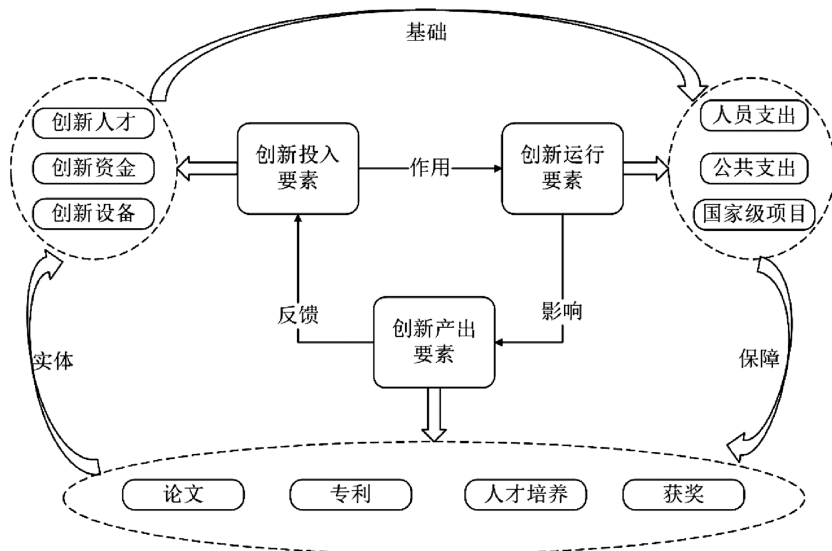 基础
创新人才
创新资金
创新设备
创新投入
要素
作用
创新运行
要素
人员支出
公共支出
国家级项目
反馈
创新产出
要素
影响
实体
保障
论文
专利
人才培养
获奖